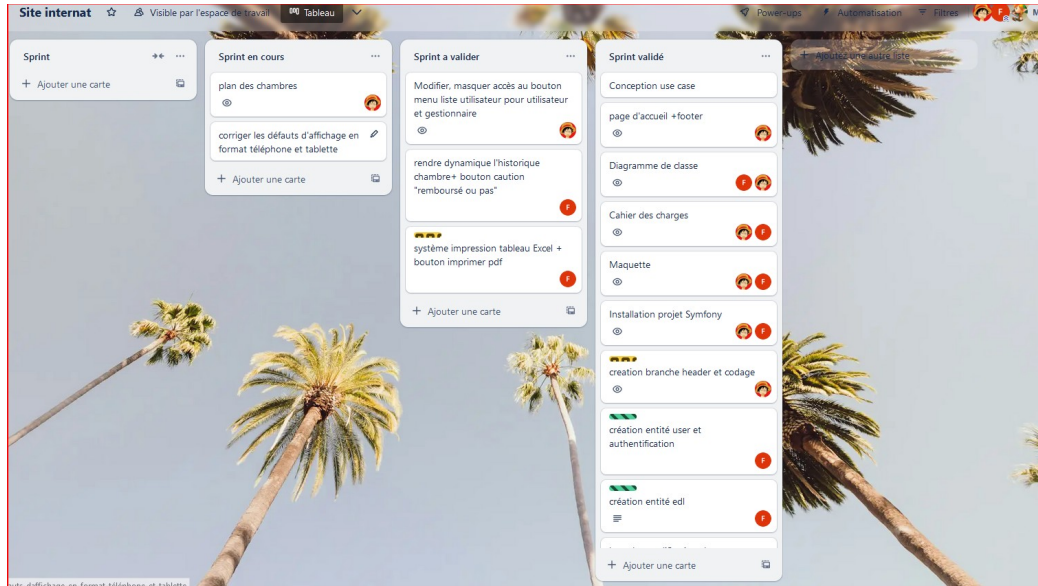 Site internat
Visible par l'espace de travail
Tableau
Power-ups
Automatisation
Filtres
F
M
Sprint
Ajouter une carte
Sprint en cours
plan des chambres
corriger les défauts d'affichage en
format téléphone et tablette
Ajouter une carte
Sprint a valider
Modifier, masquer accès au bouton
menu liste utilisateur pour utilisateur
et gestionnaire
rendre dynamique l'historique
chambre+ bouton caution
"remboursé ou pas"
F
système impression tableau Excel +
bouton imprimer pdf
F
Ajouter une carte
Sprint validé
Conception use case
page d'accueil +footer
Diagramme de classe
F
Cahier des charges
F
Maquette
F
Installation projet Symfony
F
creation branche header et codage
création entité user et
authentification
F
création entité edl
F
Ajouter une carte
Ajoutez une autre liste